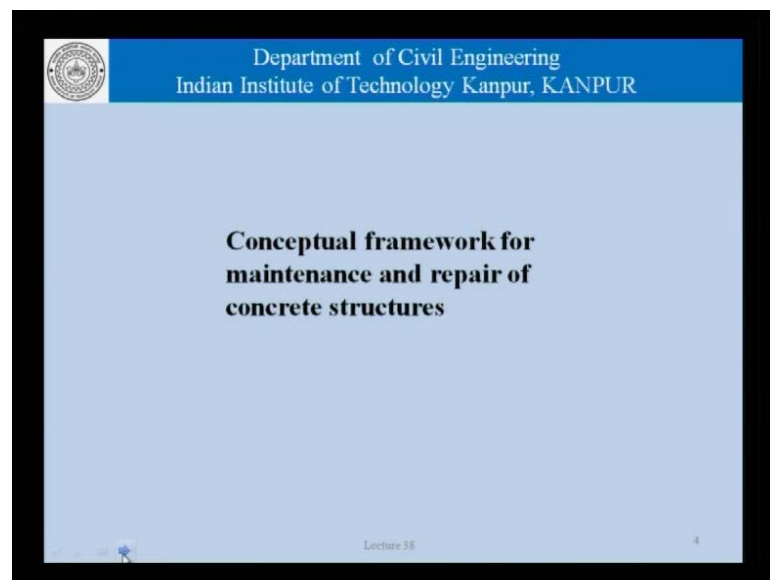 Department of Civil Engineering
Indian Institute of Technology Kanpur, KANPUR
Conceptual framework for
maintenance and repair of
concrete structures
Lecture 38
4